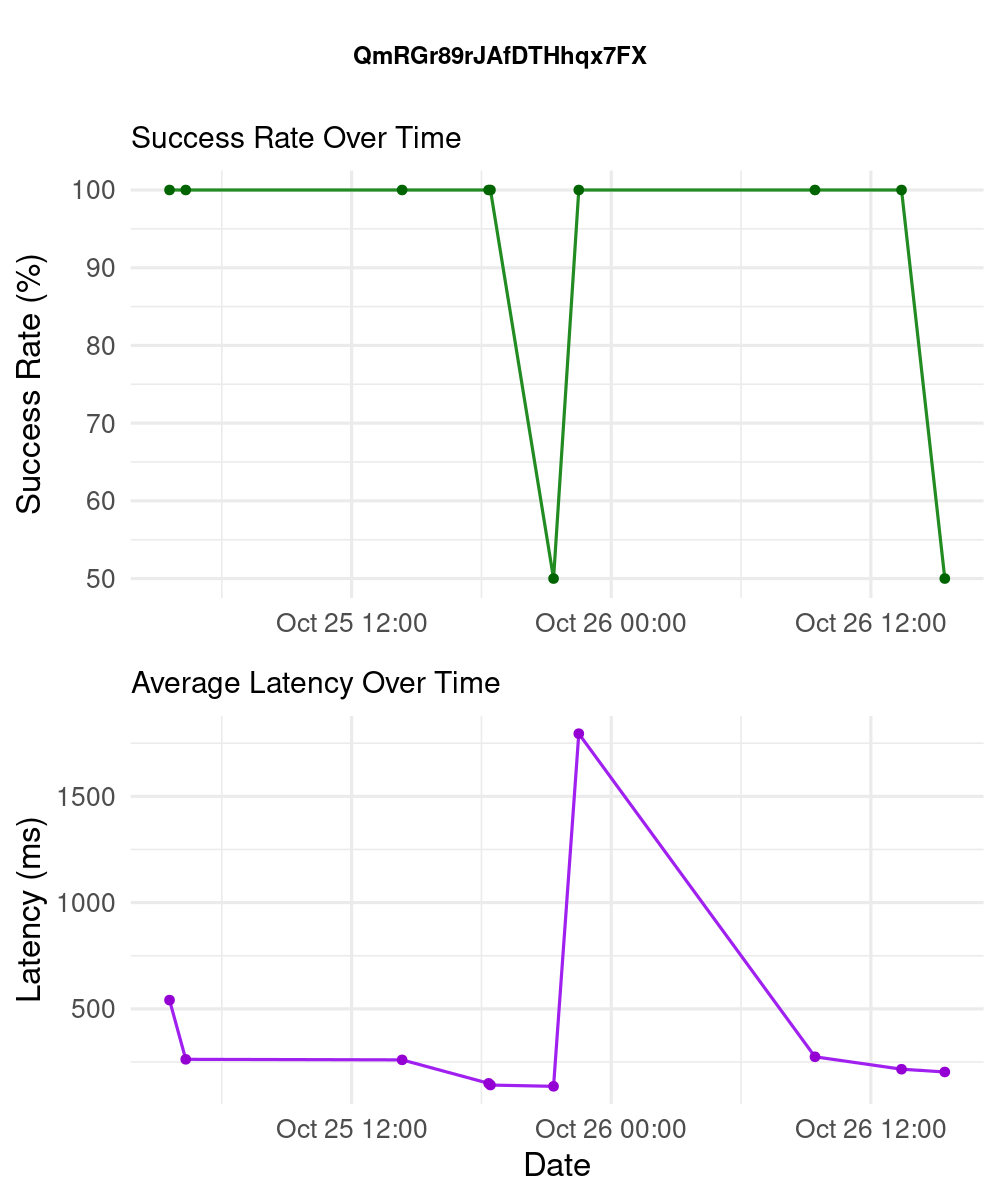 QmRGr89rJAfDTHhqx7FX
Success Rate Over Time
Success Rate (%)
100
90
80
70
60
50
Oct 25 12:00 Oct 26 00:00 Oct 26 12:00
Average Latency Over Time
Latency (ms)
1500
1000
500
Oct 25 12:00 Oct 26 00:00 Oct 26 12:00
Date